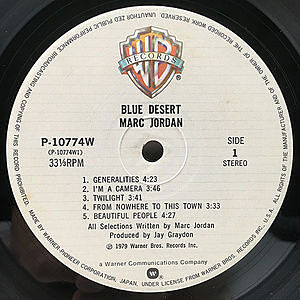 RECORDS
BLUE DESERT
MARC JORDAN
P-10774W
(P-10774W1)
33⅓RPM
SIDE
1
STEREO
1. GENERALITIES 4:23
2. I'M A CAMERA 3:46
3. TWILIGHT 3:41
4. FROM NOWHERE TO THIS TOWN 3:33
5. BEAUTIFUL PEOPLE 4:27
All Selections Written by Marc Jordan
Produced by Jay Graydon
℗ 1979 Warner Bros. Records Inc.
a Warner Communications Company
MANUFACTURED BY WARNER-PIONEER CORPORATION, JAPAN, UNDER LICENSE FROM WARNER BROS. RECORDS INC.